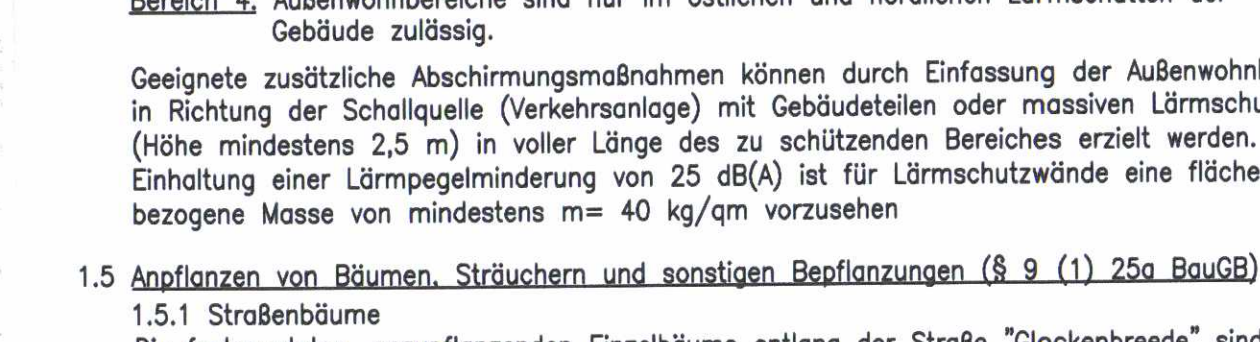 Bereich 4: Außenwohnbereiche sind nur im östlichen und nördlichen Lärmschatten der
Gebäude zulässig.
Geeignete zusätzliche Abschirmungsmaßnahmen können durch Einfassung der Außenwohn
in Richtung der Schallquelle (Verkehrsanlage) mit Gebäudeteilen oder massiven Lärmschu
(Höhe mindestens 2,5 m) in voller Länge des zu schützenden Bereiches erzielt werden.
Einhaltung einer Lärmpegelminderung von 25 dB(A) ist für Lärmschutzwände eine fläche
bezogene Masse von mindestens m= 40 kg/qm vorzusehen
1.5 Anpflanzen von Bäumen, Sträuchern und sonstigen Bepflanzungen (§ 9 (1) 25a BauGB)
1.5.1 Straßenbäume
Einzelbäume entlang der Straße "Glockenbreede" sind